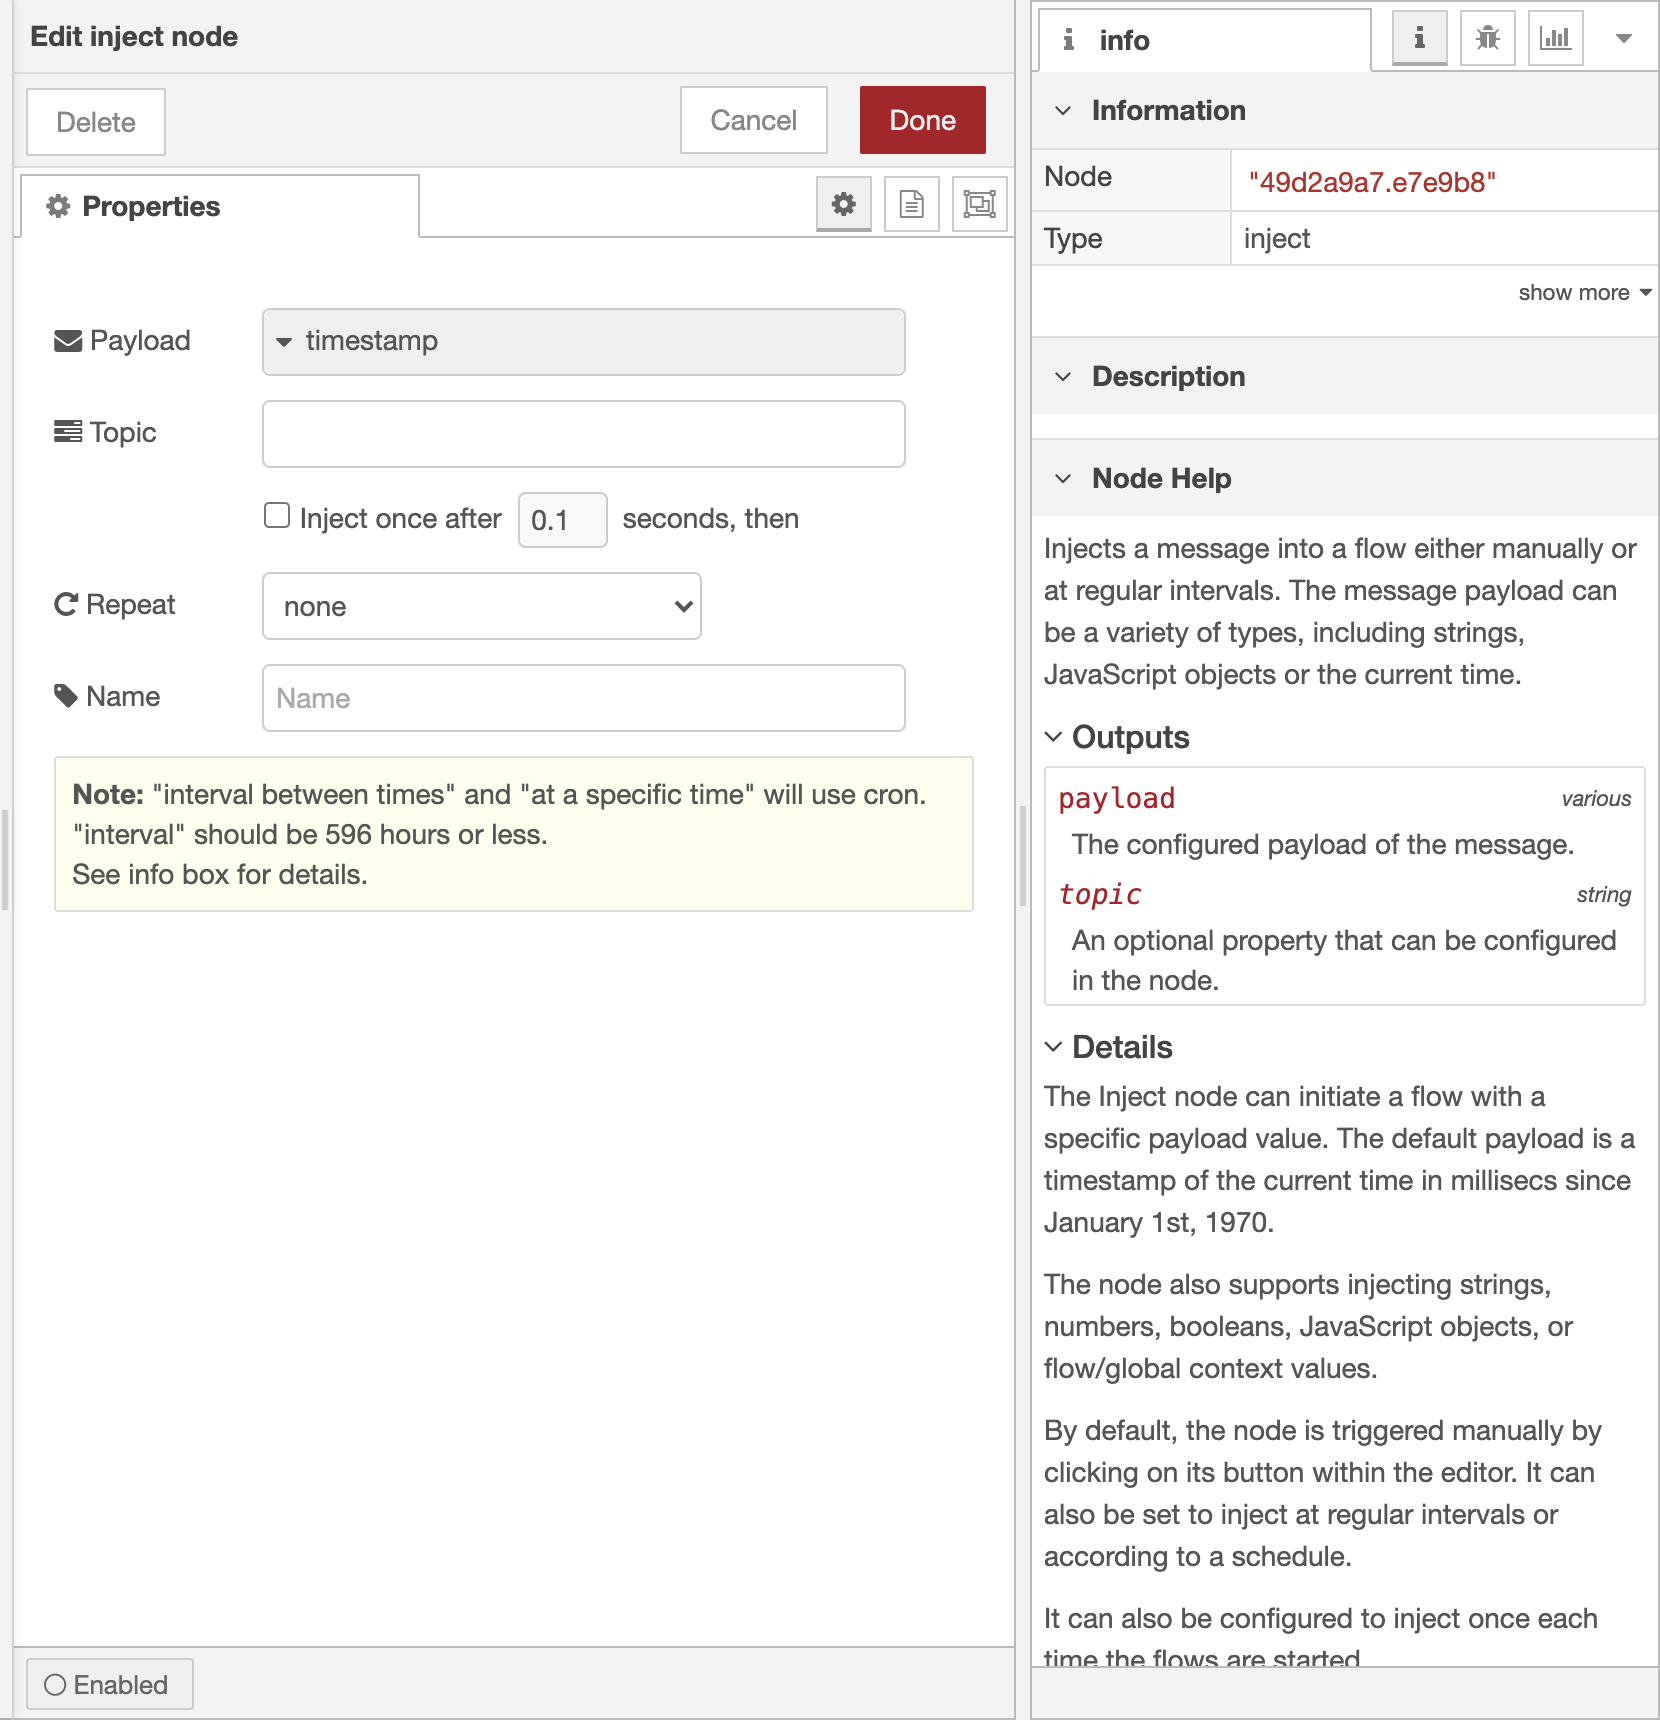 Edit inject node
Delete
Cancel
Done
Properties
Payload
timestamp
Topic
Inject once after
0.1
seconds, then
Repeat
none
Name
Name
Note: "interval between times" and "at a specific time" will use cron.
"interval" should be 596 hours or less.
See info box for details.
Enabled
info
Information
Node
"49d2a9a7.e7e9b8"
Type
inject
show more
Description
Node Help
Injects a message into a flow either manually or
at regular intervals. The message payload can
be a variety of types, including strings,
JavaScript objects or the current time.
Outputs
payload
various
The configured payload of the message.
topic
string
An optional property that can be configured
in the node.
Details
The Inject node can initiate a flow with a
specific payload value. The default payload is a
timestamp of the current time in millisecs since
January 1st, 1970.
The node also supports injecting strings,
numbers, booleans, JavaScript objects, or
flow/global context values.
By default, the node is triggered manually by
clicking on its button within the editor. It can
also be set to inject at regular intervals or
according to a schedule.
It can also be configured to inject once each
time the flows are started